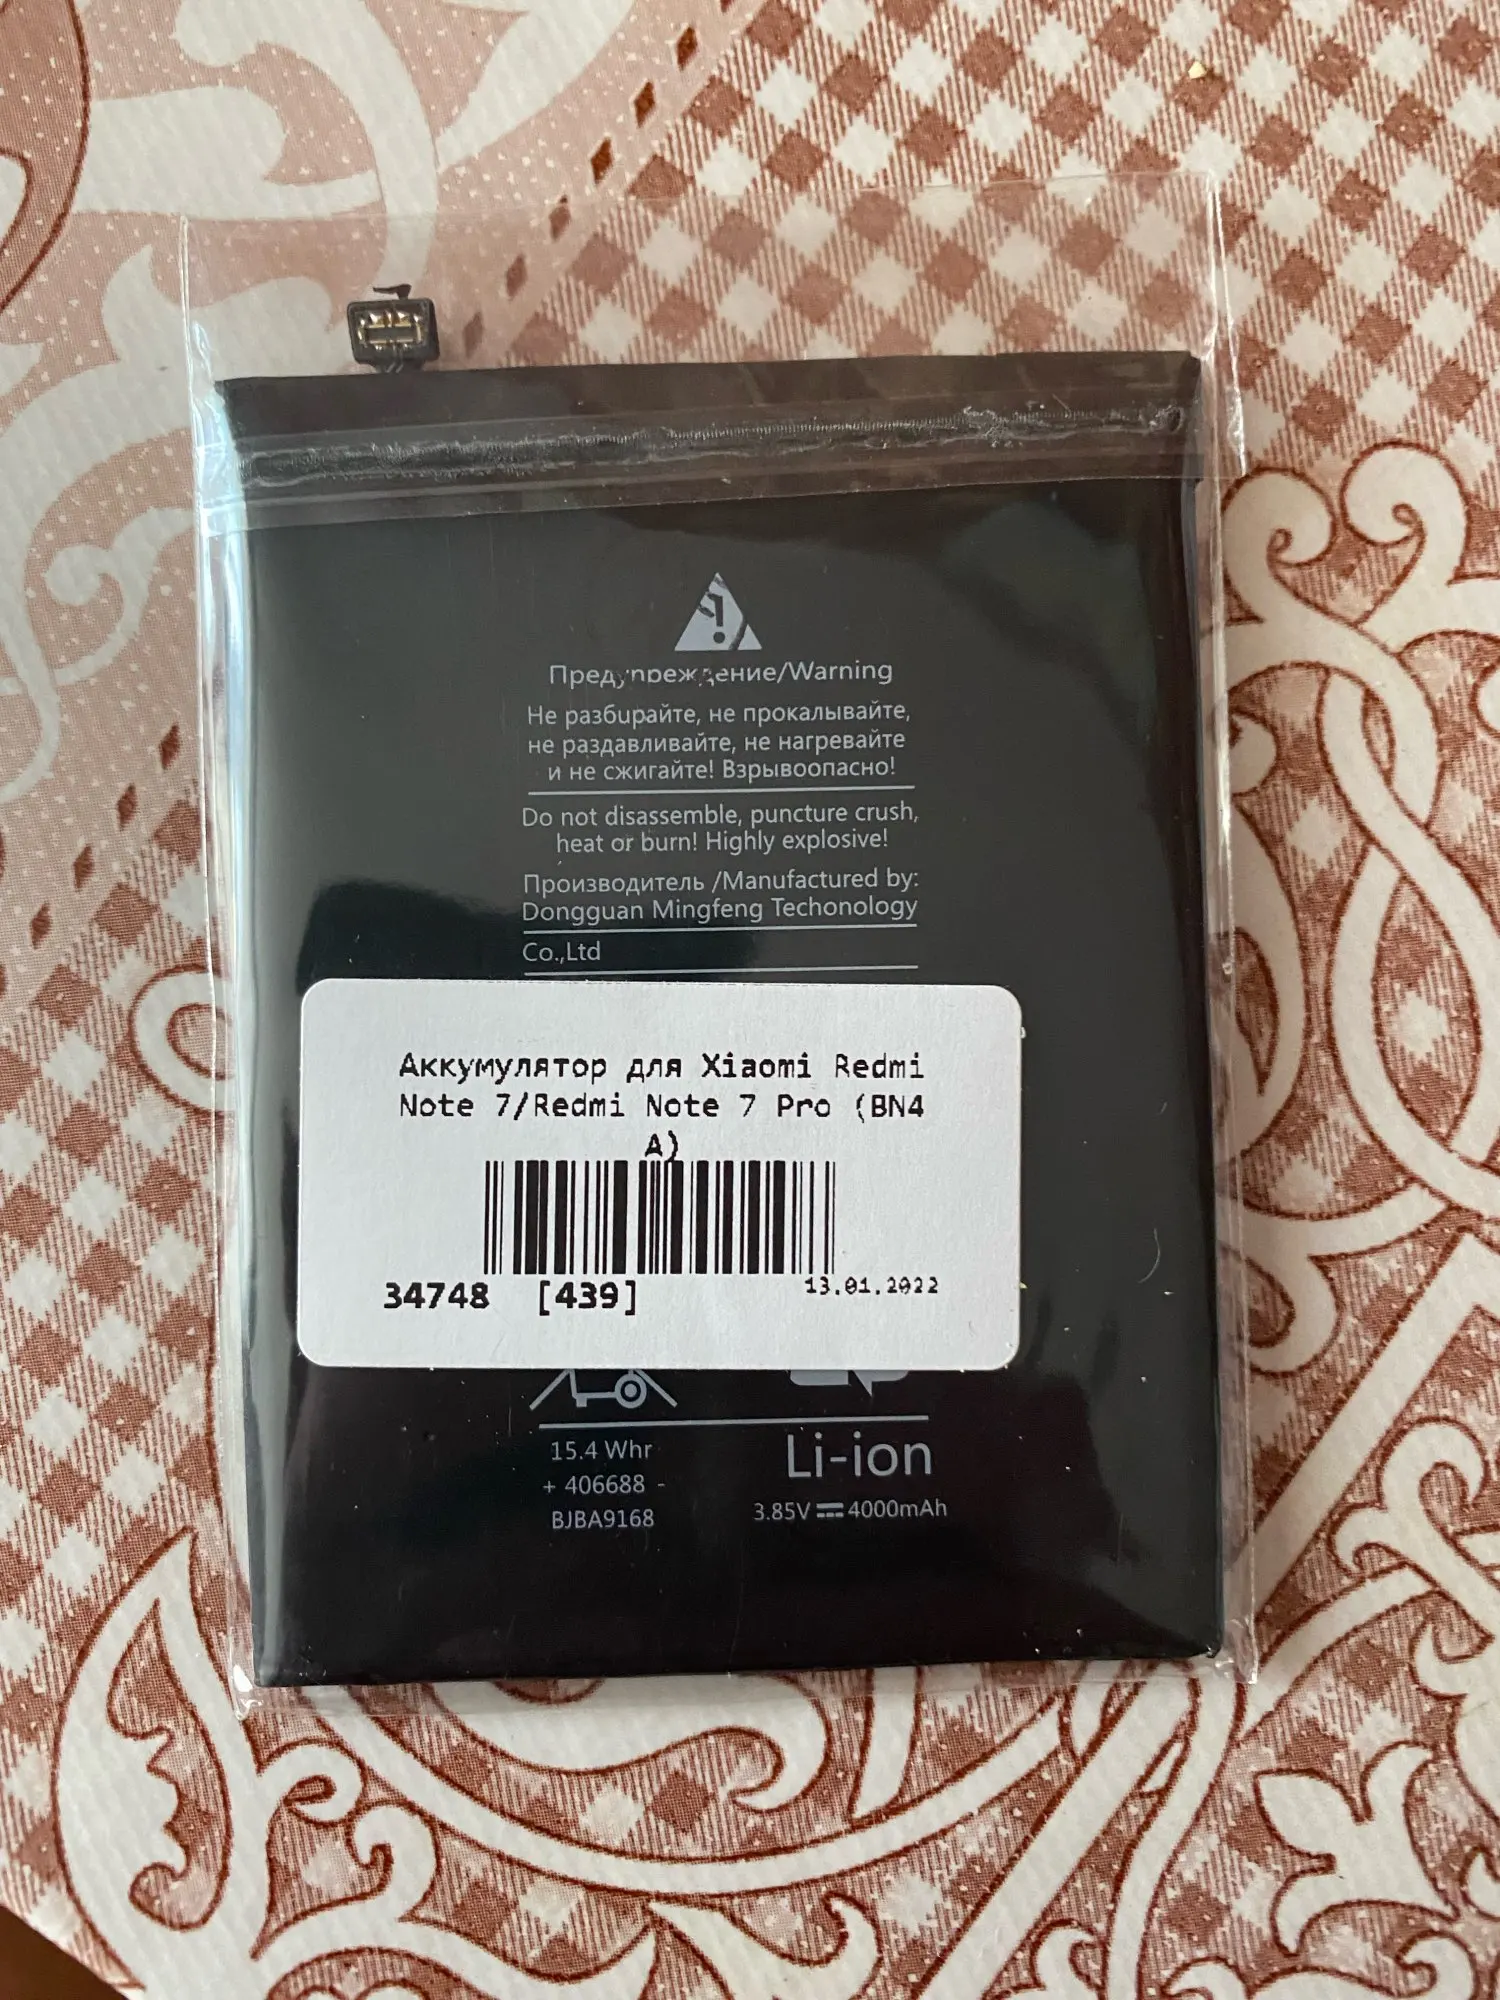 Предупреждение/Warning
Не разбирайте, не прокалывайте,
не раздавливайте, не нагревайте
и не сжигайте! Взрывоопасно!
Do not disassemble, puncture crush,
heat or burn! Highly explosive!
Производитель /Manufactured by:
Dongguan Mingfeng Techonology
Co.,Ltd
Аккумулятор для Xiaomi Redmi
Note 7/Redmi Note 7 Pro (BN4
A)
34748 [439] 13.01.2022
15.4 Whr
+ 406688 -
BJBA9168
Li-ion
3.85V 4000mAh